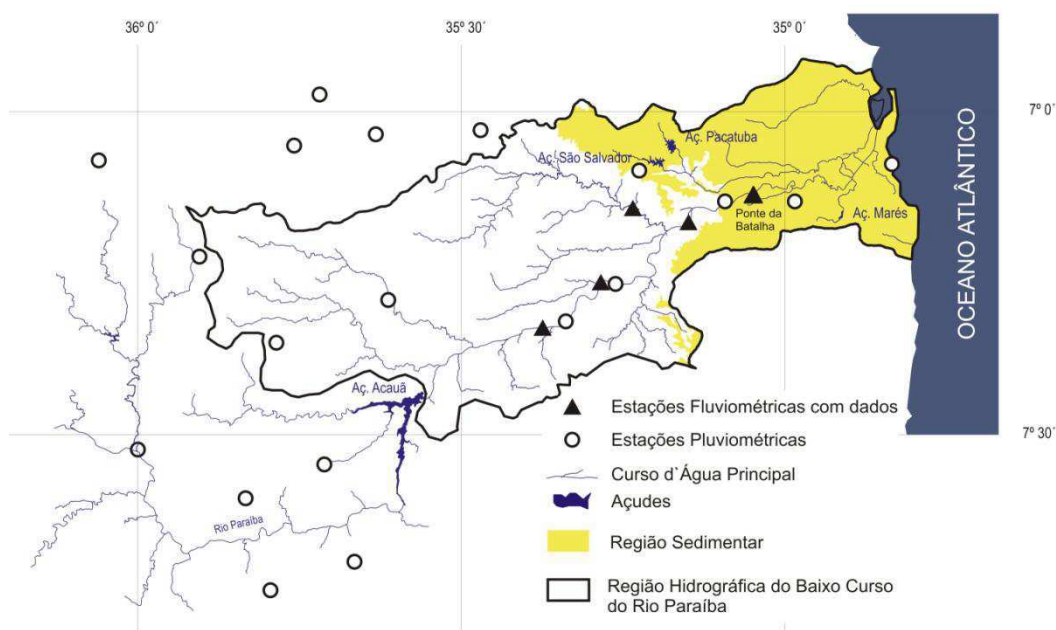 36º 0'
35º 30'
35º 0'
7º 0'
Aç. Pacatuba
Aç. São Salvador
Ponte da
Batalha
Aç. Marés
OCEANO ATLÂNTICO
Aç. Acauã
Rio Paraíba
7º 30'
Estações Fluviométricas com dados
Estações Pluviométricas
Curso d`Água Principal
Açudes
Região Sedimentar
Região Hidrográfica do Baixo Curso
do Rio Paraíba